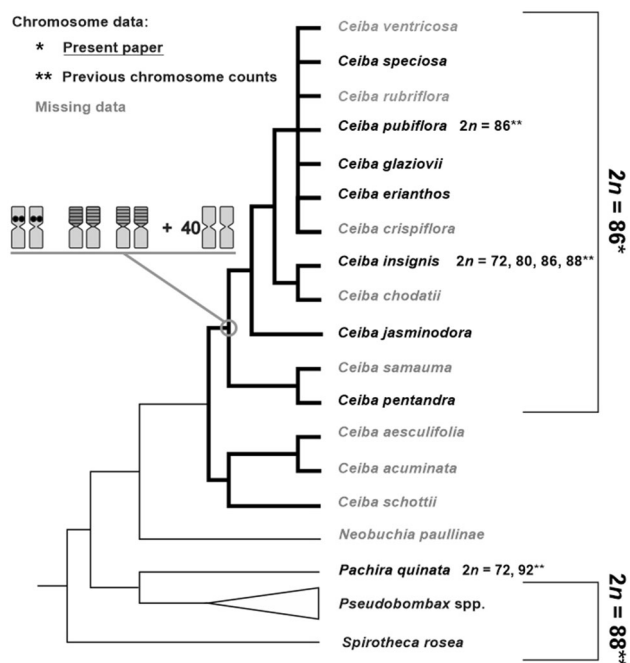 Chromosome data:
* Present paper
** Previous chromosome counts
Missing data
+ 40
Ceiba ventricosa
Ceiba speciosa
Ceiba rubriflora
Ceiba pubiflora 2n = 86**
Ceiba glaziovii
Ceiba erianthos
Ceiba crispiflora
Ceiba insignis 2n = 72, 80, 86, 88**
Ceiba chodatii
Ceiba jasminodora
Ceiba samauma
Ceiba pentandra
Ceiba aesculifolia
Ceiba acuminata
Ceiba schottii
Neobuchia paullinae
Pachira quinata 2n = 72, 92**
Pseudobombax spp.
Spirotheca rosea
2n = 86*
2n = 88**